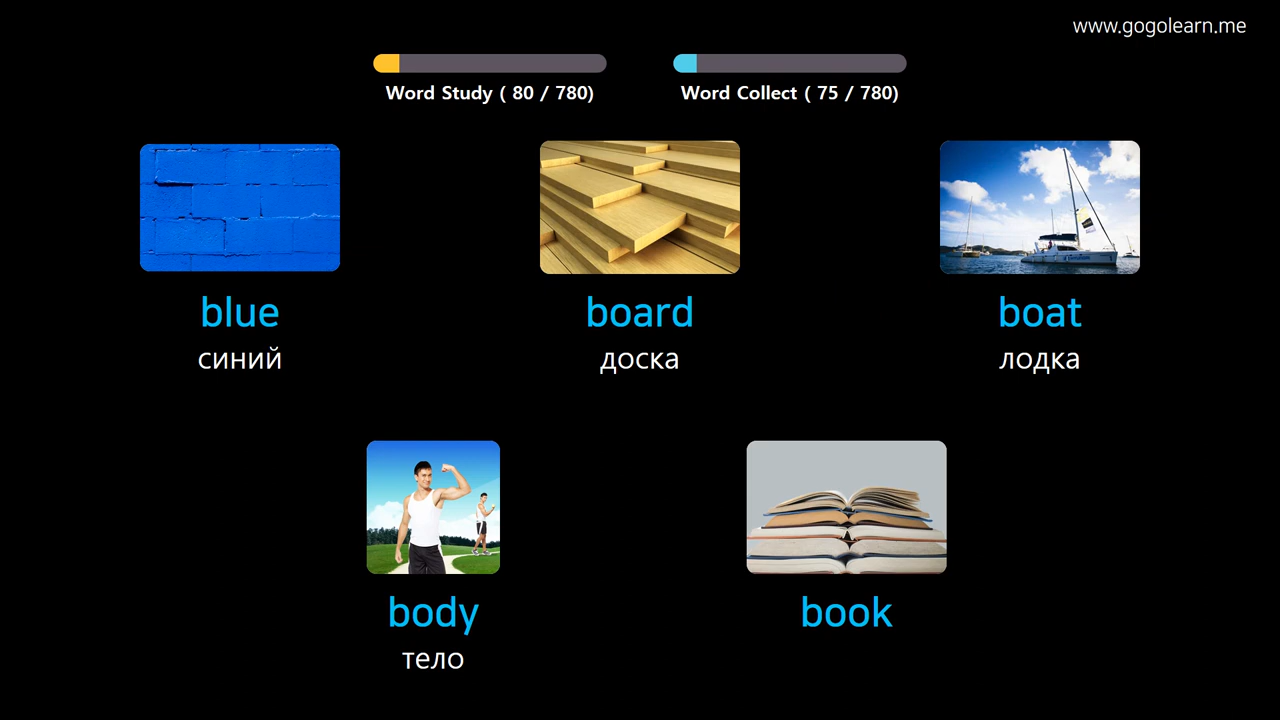 www.gogolearn.me
Word Study ( 80 / 780)
Word Collect ( 75 / 780)
blue
board
boat
синий
доска
лодка
body
book
тело